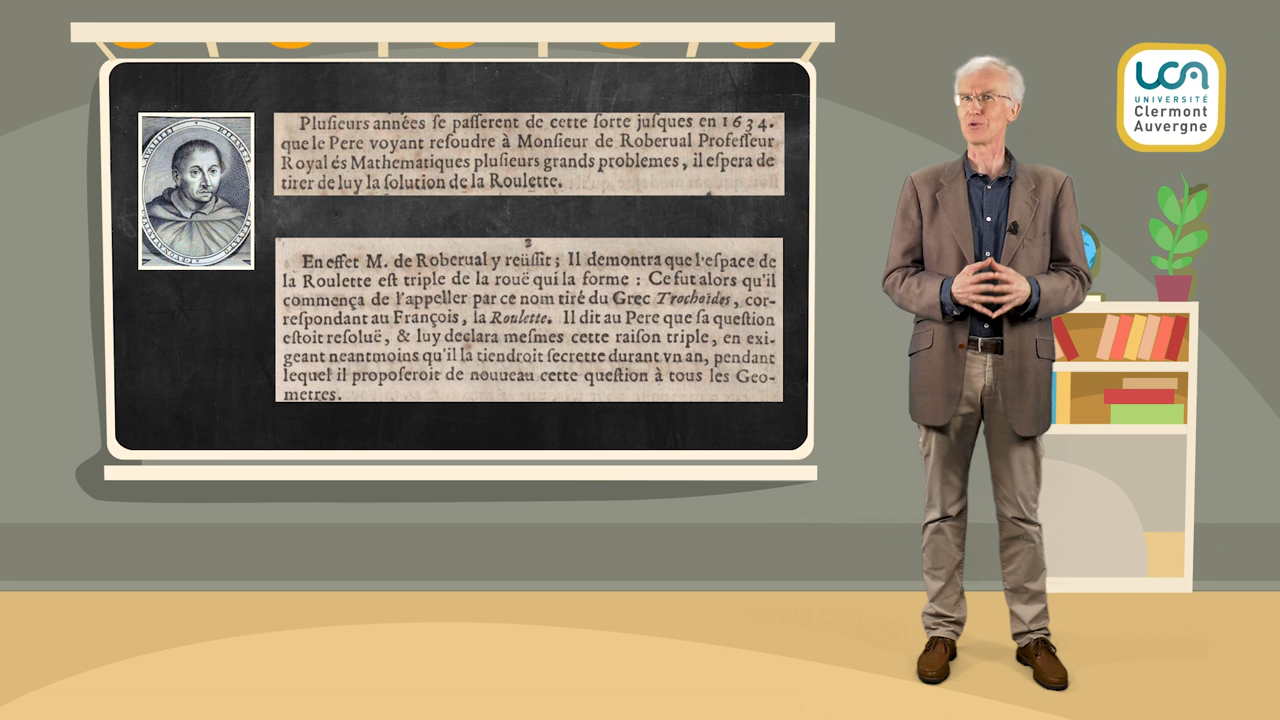 Pluſieurs années ſe paſſerent de cette ſorte juſques en 1634.
que le Pere voyant reſoudre à Monſieur de Roberual Profeſſeur
Royal és Mathematiques pluſieurs grands problemes, il eſpera de
tirer de luy la ſolution de la Roulette.
En effet M. de Roberual y reüſſit ; Il demontra que l'eſpace de
la Roulette eſt triple de la rouë qui la forme : Ce fut alors qu'il
commença de l'appeller par ce nom tiré du Grec Trochoïdes, cor-
reſpondant au François, la Roulette. Il dit au Pere que ſa queſtion
eſtoit reſoluë, & luy declara meſmes cette raiſon triple, en exi-
geant neantmoins qu'il la tiendroit ſecrette durant vn an, pendant
lequel il propoſeroit de nouueau cette queſtion à tous les Geo-
metres.
UCA
UNIVERSITÉ
Clermont
Auvergne